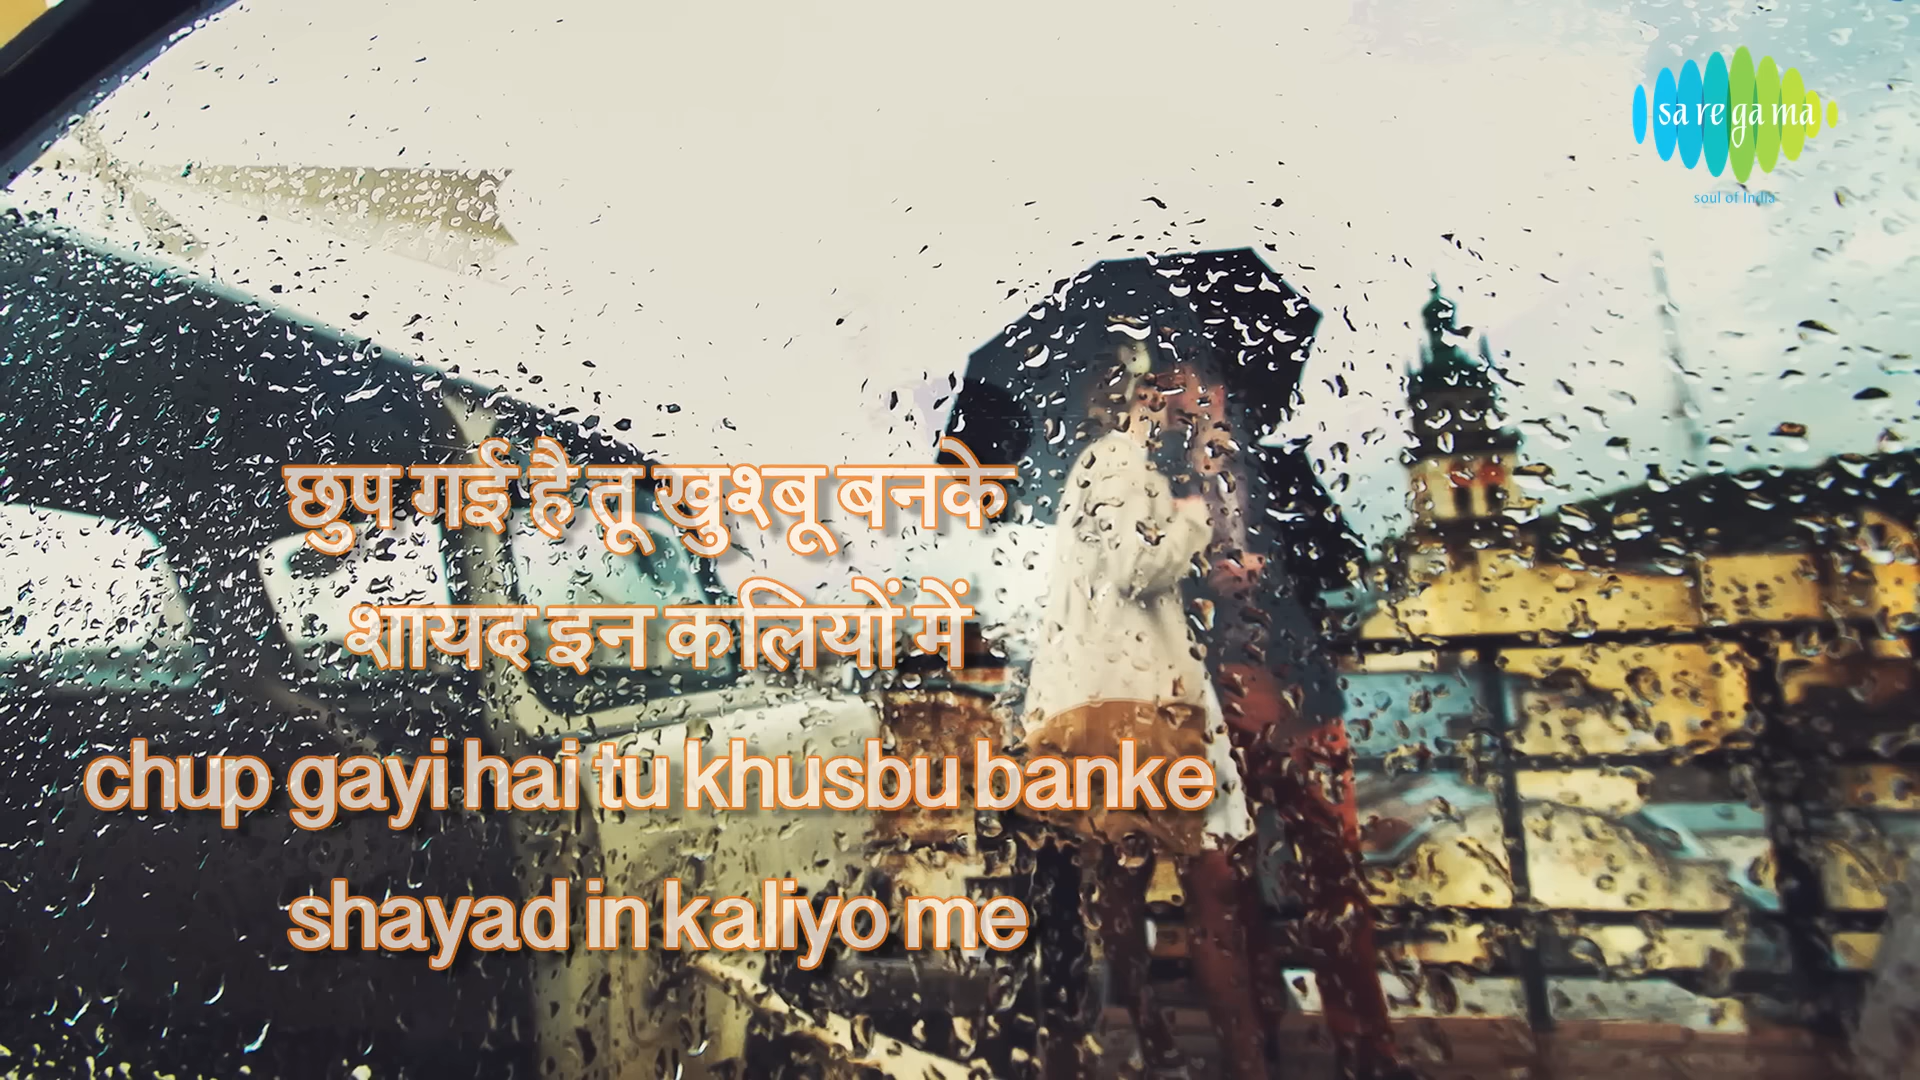 sa re ga ma
soul of India
छुप गई है तू खुश्बू बनके
शायद इन कलियों में
chup gayi hai tu khusbu banke
shayad in kaliyo me